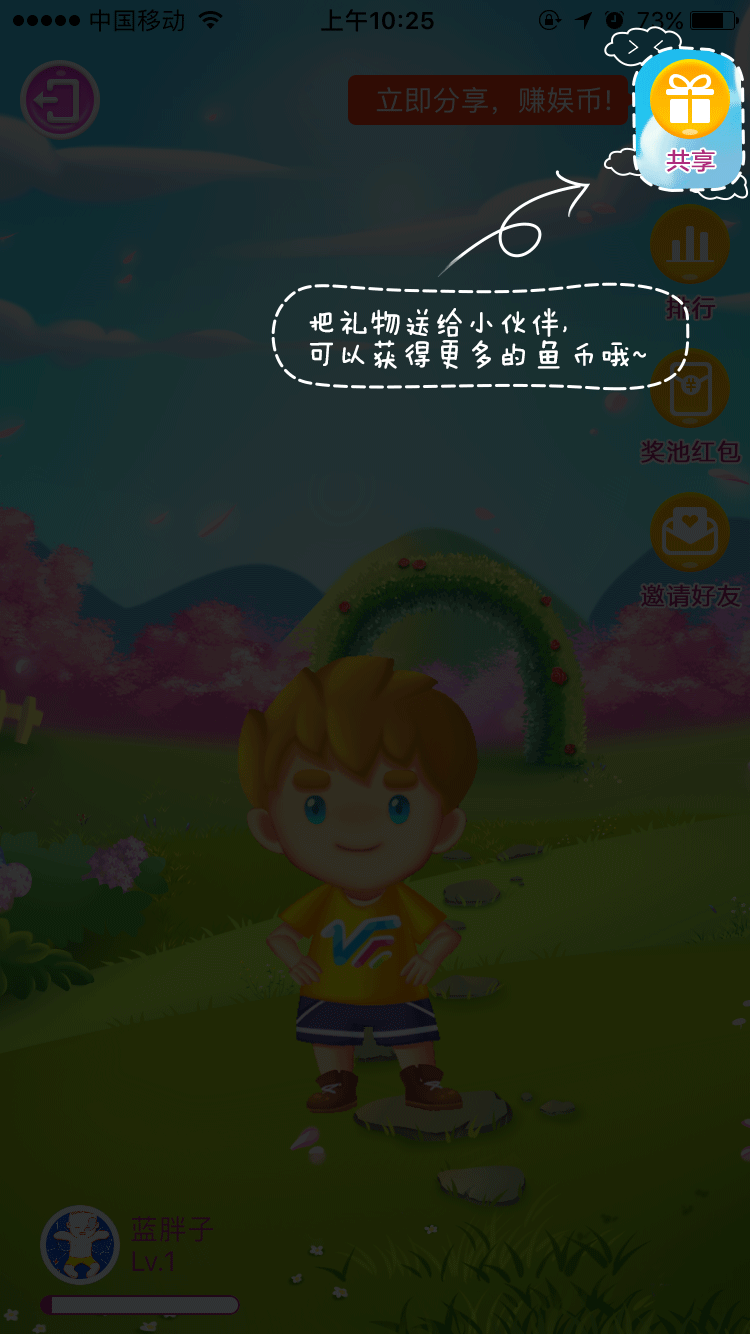 中国移动 上午10:25 73%
立即分享，赚娱币!
共享
排行
把礼物送给小伙伴,
可以获得更多的鱼币哦~
奖池红包
邀请好友
蓝胖子
Lv.1